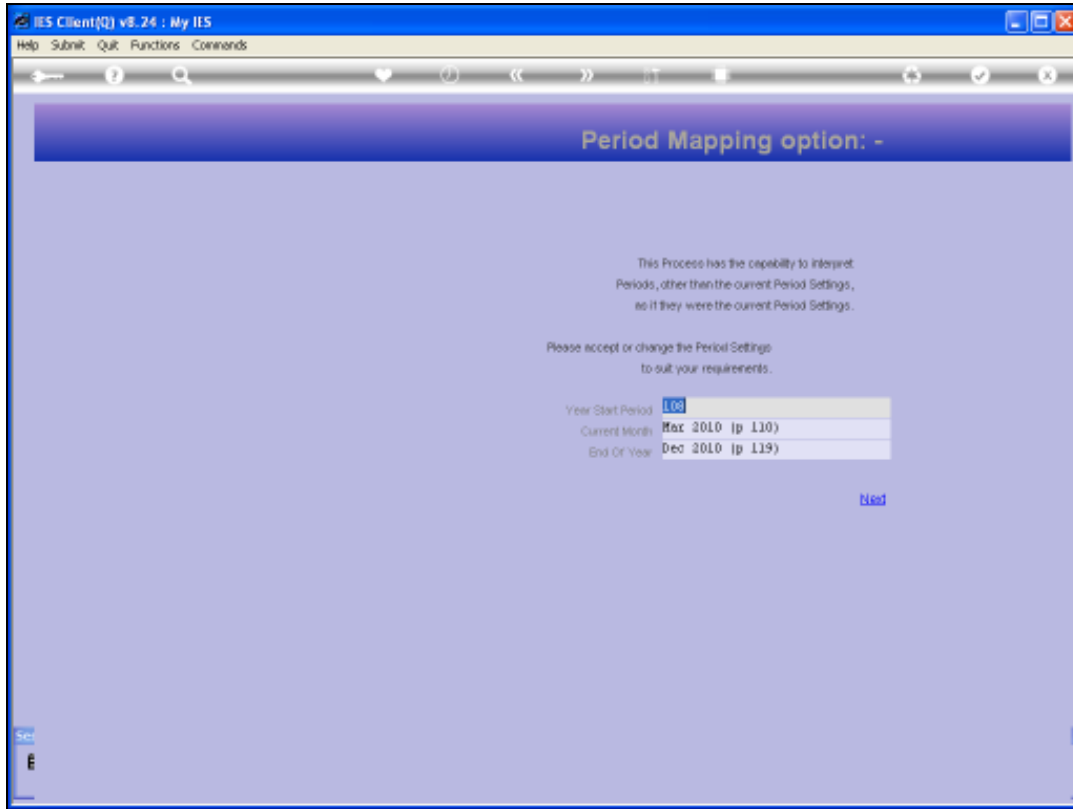 IES Client(Q) v8.24 : My IES
Help Submit Quit Functions Commands
Period Mapping option: -
This Process has the capability to interpret
Periods, other than the current Period Settings,
as if they were the current Period Settings.
Please accept or change the Period Settings
to suit your requirements.
Year Start Period 108
Current Month Mar 2010 (p 110)
End Of Year Dec 2010 (p 119)
Next